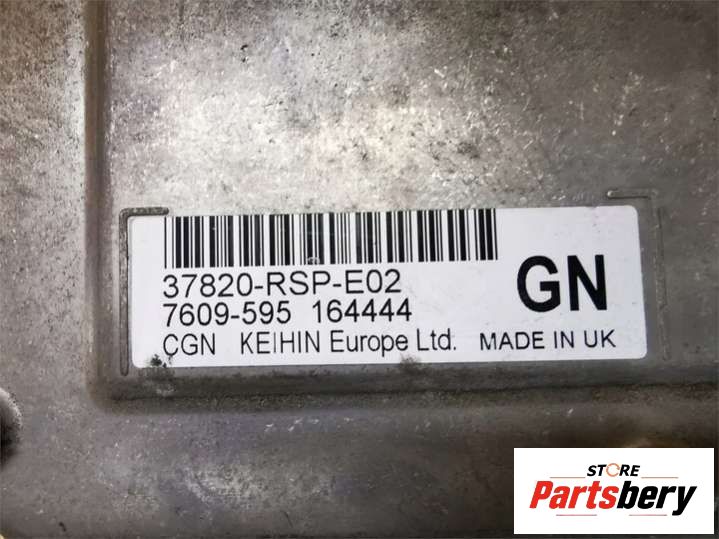 37820-RSP-E02
7609-595 164444
CGN KEIHIN Europe Ltd. MADE IN UK
GN
STORE
Partsbery